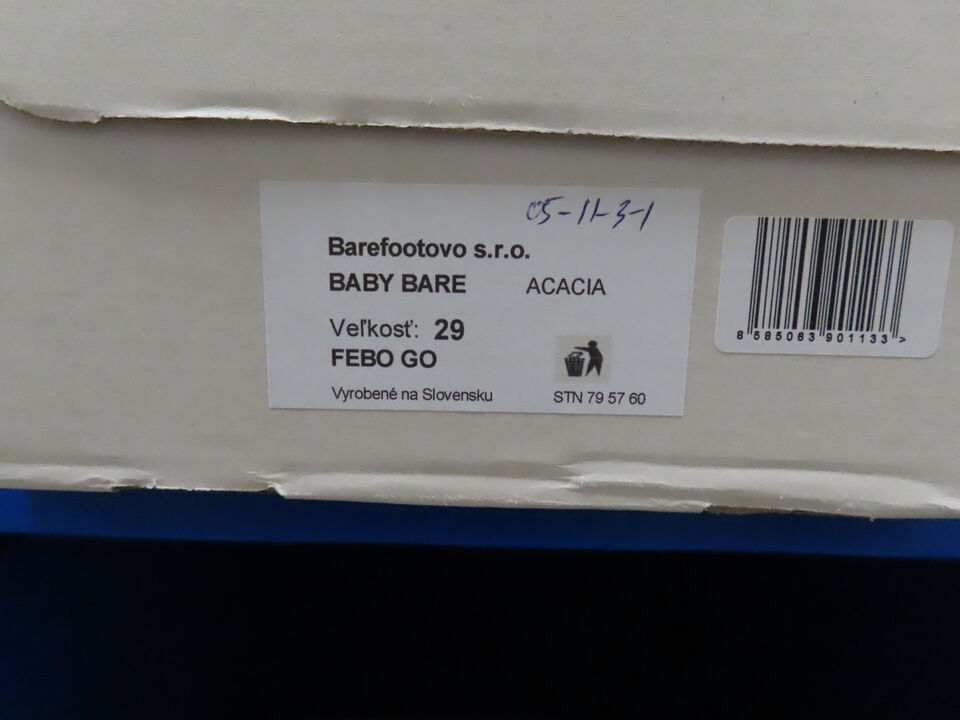 05-11-3-1
Barefootovo s.r.o.
BABY BARE ACACIA
Veľkosť: 29
FEBO GO
Vyrobené na Slovensku STN 79 57 60
8 585063 901133 >